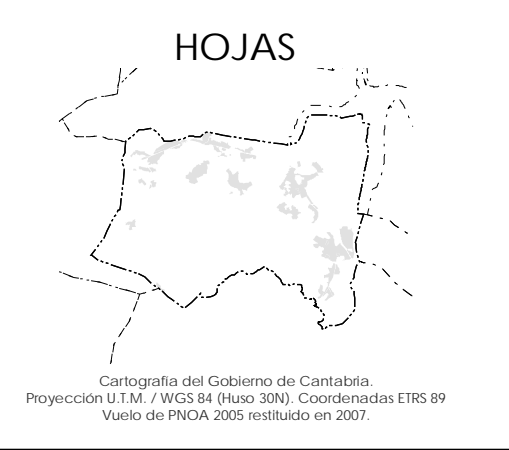 HOJAS
Cartografía del Gobierno de Cantabria.
Proyección U.T.M. / WGS 84 (Huso 30N). Coordenadas ETRS 89
Vuelo de PNOA 2005 restituido en 2007.